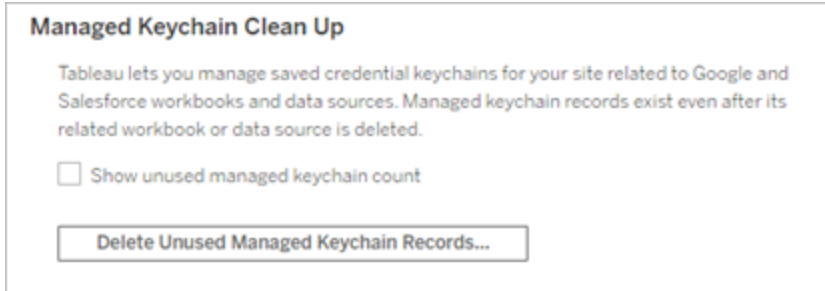 Managed Keychain Clean Up
Tableau lets you manage saved credential keychains for your site related to Google and
Salesforce workbooks and data sources. Managed keychain records exist even after its
related workbook or data source is deleted.
Show unused managed keychain count
Delete Unused Managed Keychain Records...